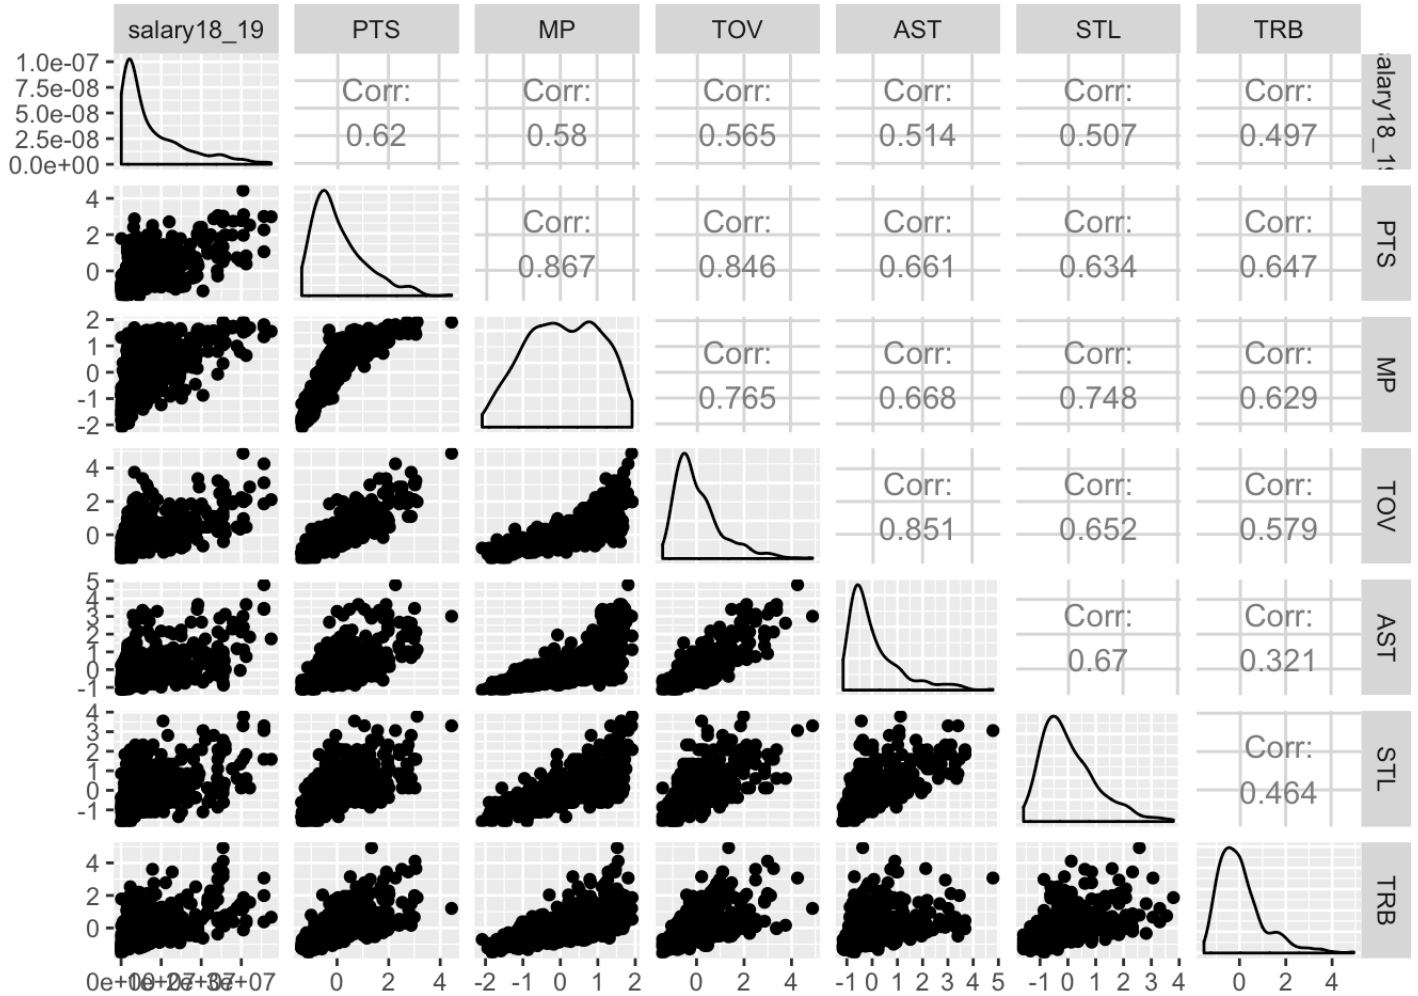 salary18_19 PTS MP TOV AST STL TRB
1.0e-07
7.5e-08
5.0e-08
2.5e-08
0.0e+00
Corr: Corr: Corr: Corr: Corr: Corr:
0.62 0.58 0.565 0.514 0.507 0.497
alary18_19
4
2
0
Corr: Corr: Corr: Corr: Corr:
0.867 0.846 0.661 0.634 0.647
PTS
2
1
0
-1
-2
Corr: Corr: Corr: Corr:
0.765 0.668 0.748 0.629
MP
4
2
0
Corr: Corr: Corr:
0.851 0.652 0.579
TOV
5
4
3
2
1
0
-1
Corr: Corr:
0.67 0.321
AST
4
3
2
1
0
-1
Corr:
0.464
STL
4
2
0
TRB
0 2 4 -2 -1 0 1 2 0 2 4 -1 0 1 2 3 4 5 -1 0 1 2 3 4 0 2 4